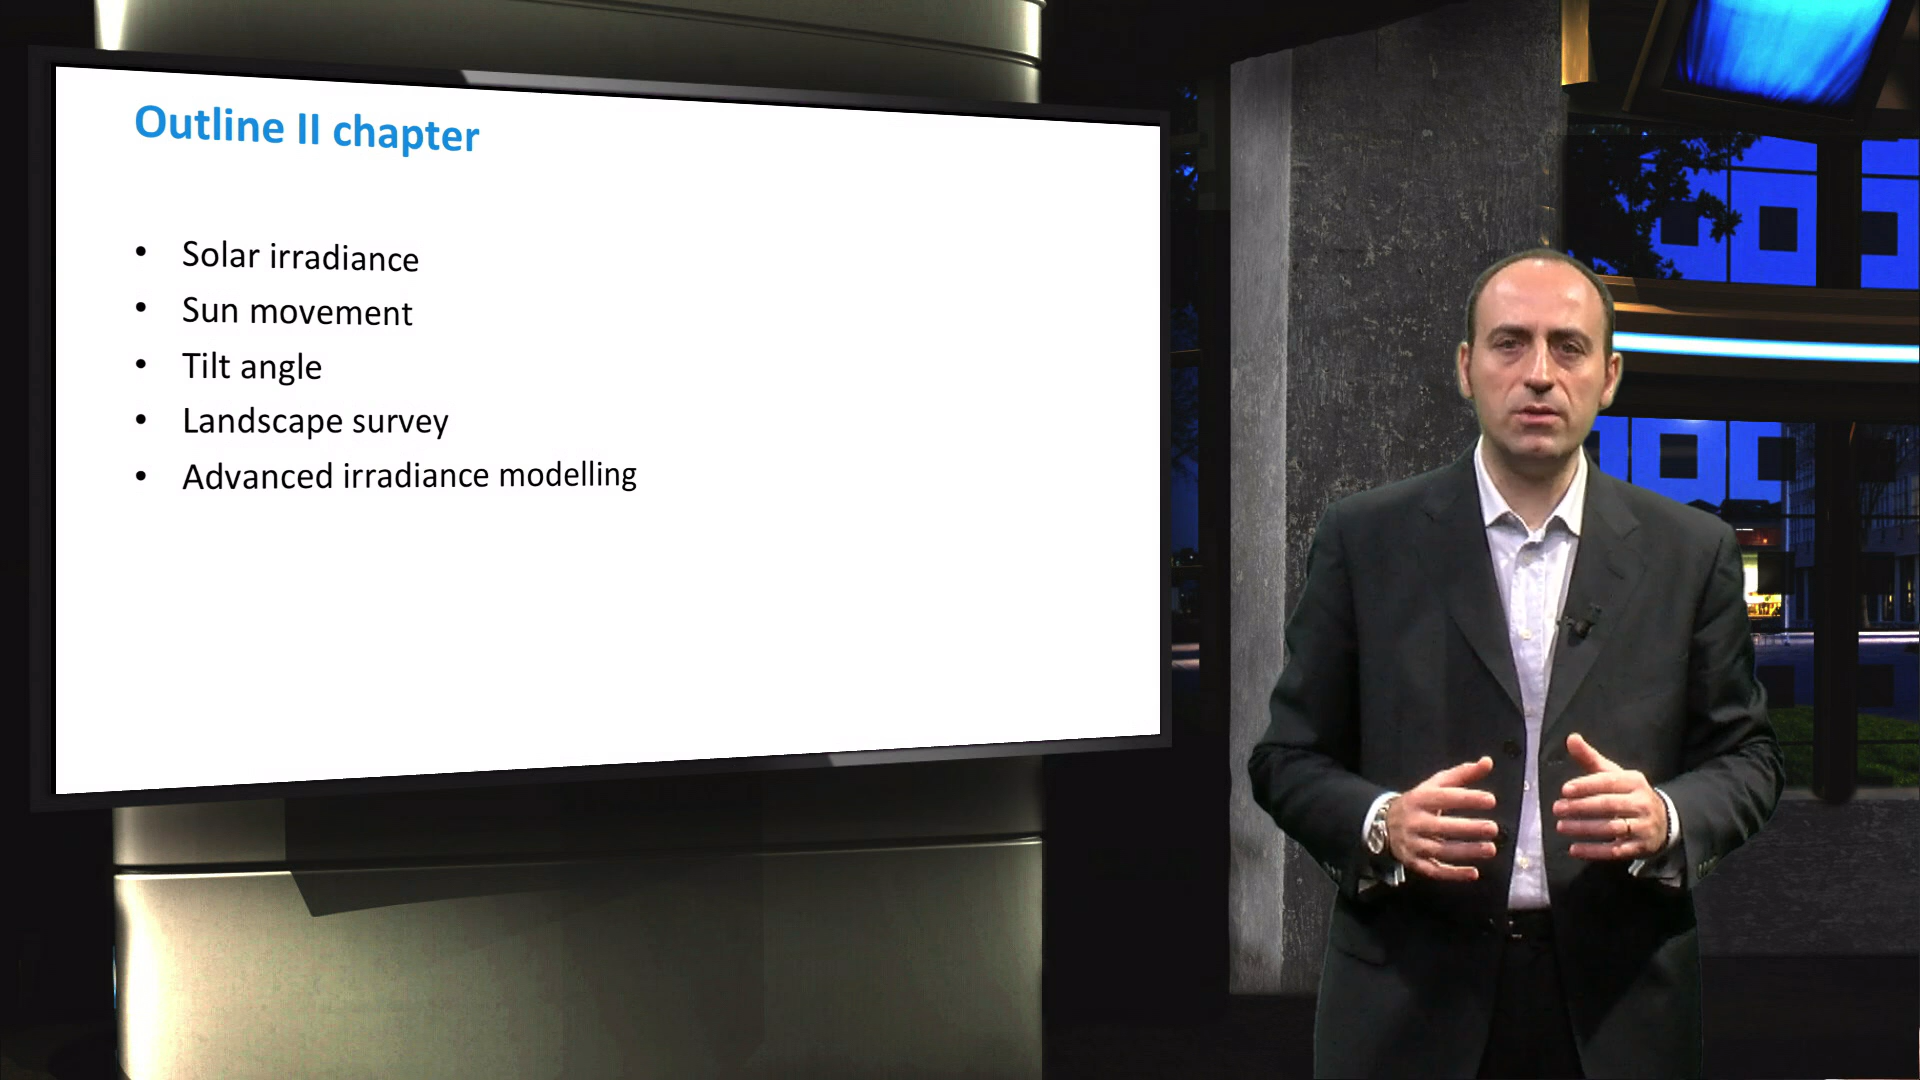 Outline II chapter
• Solar irradiance
• Sun movement
• Tilt angle
• Landscape survey
• Advanced irradiance modelling